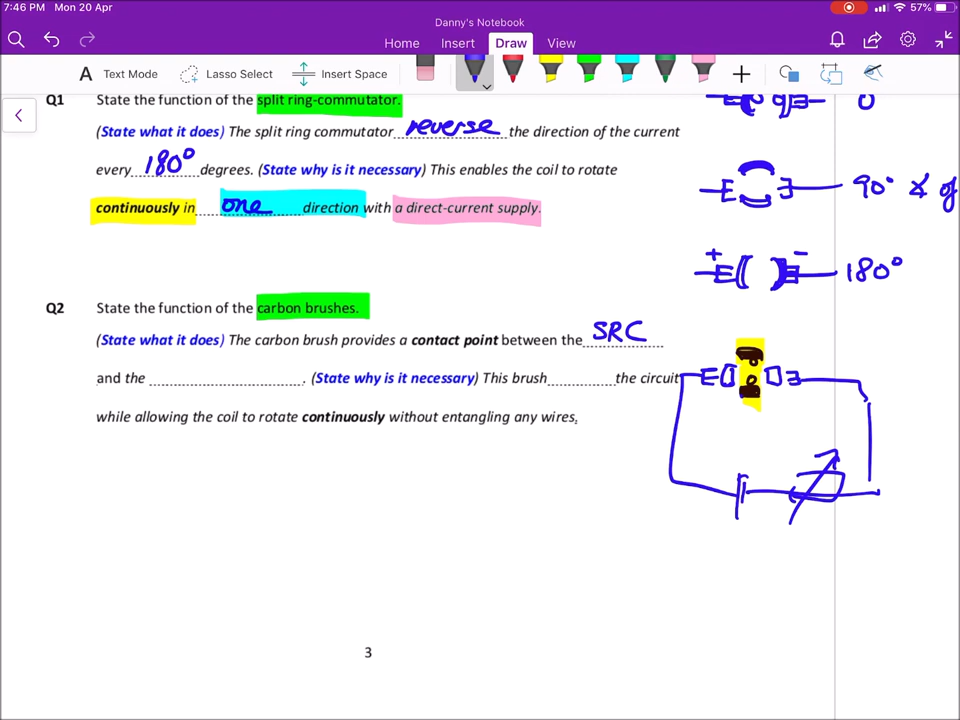 7:46 PM Mon 20 Apr
57%
Danny's Notebook
Home Insert Draw View
Text Mode Lasso Select Insert Space
Q1 State the function of the split ring-commutator.
(State what it does) The split ring commutator reverse the direction of the current
every 180° degrees. (State why is it necessary) This enables the coil to rotate
continuously in one direction with a direct-current supply.
0
90° ∡ of
+ - 180°
Q2 State the function of the carbon brushes.
(State what it does) The carbon brush provides a contact point between the SRC
and the . (State why is it necessary) This brush the circuit
while allowing the coil to rotate continuously without entangling any wires.
3